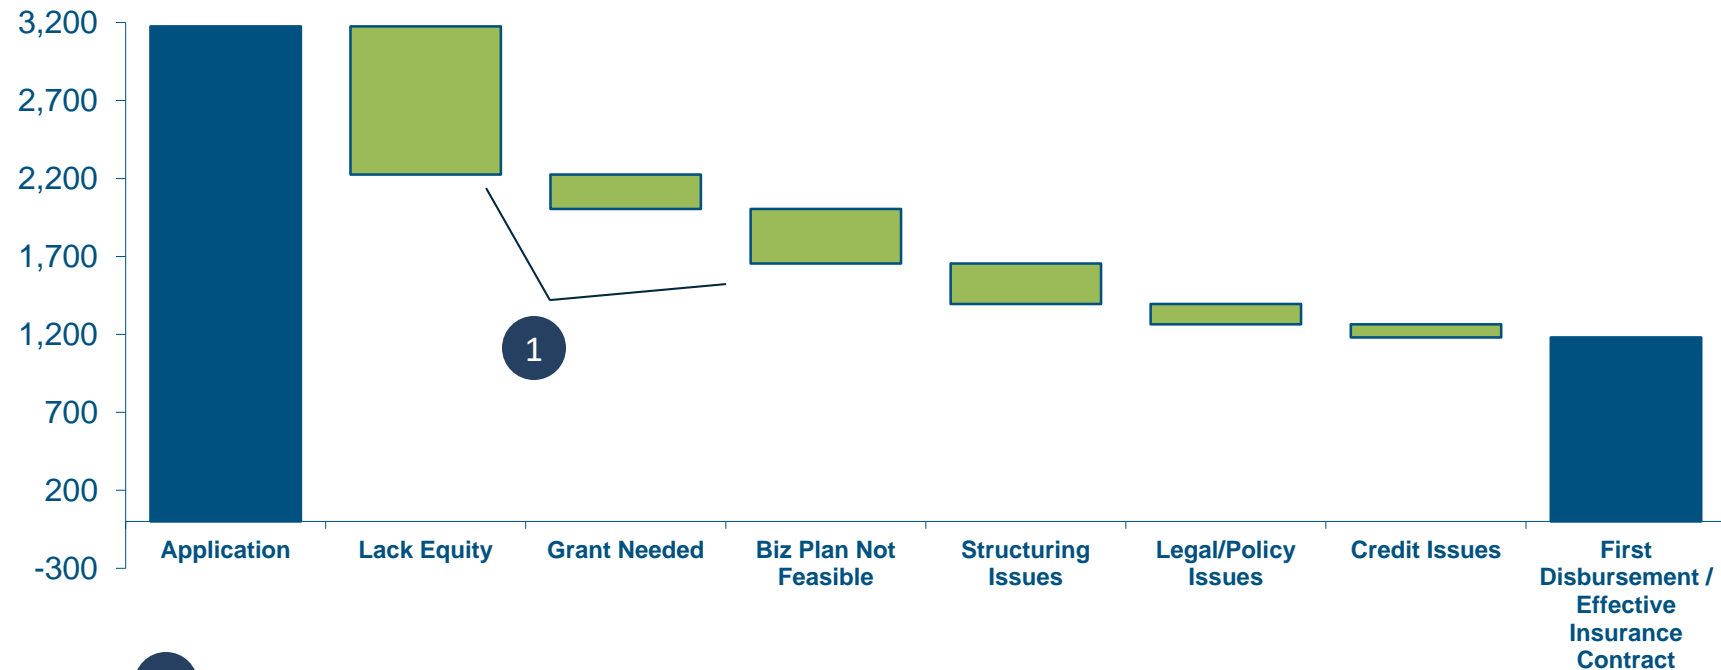 3,200
2,700
2,200
1,700
1,200
700
200
-300
1
Application
Lack Equity
Grant Needed
Biz Plan Not
Feasible
Structuring
Issues
Legal/Policy
Issues
Credit Issues
First
Disbursement /
Effective
Insurance
Contract